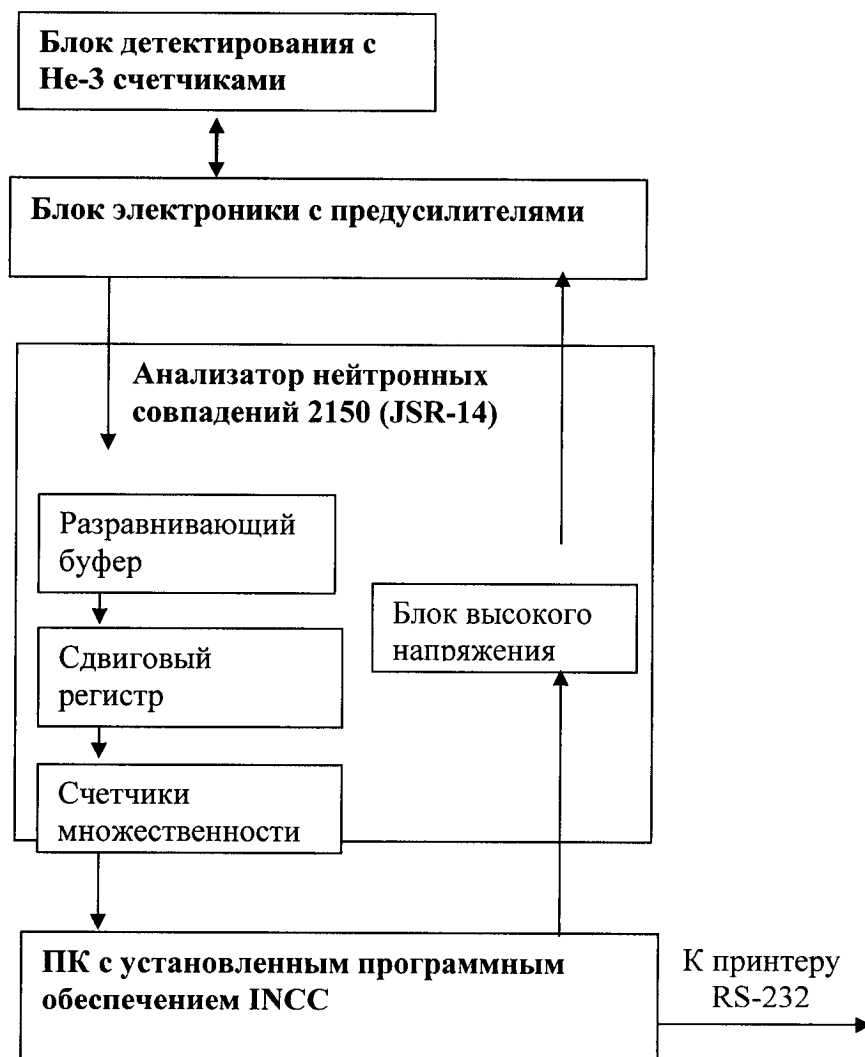 Блок детектирования с
Не-3 счетчиками
Блок электроники с предусилителями
Анализатор нейтронных
совпадений 2150 (JSR-14)
Разравнивающий
буфер
Блок высокого
напряжения
Сдвиговый
регистр
Счетчики
множественности
ПК с установленным программным
обеспечением INCC
К принтеру
RS-232